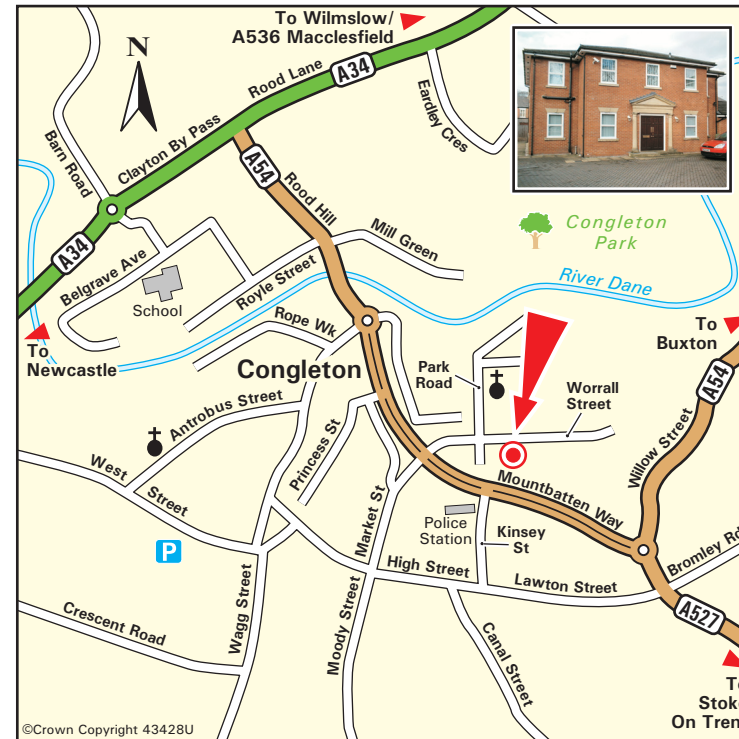 To Wilmslow/
A536 Macclesfield
N
Rood Lane
A34
Eardley Cres
Barn Road
Clayton By Pass
A54
Rood Hill
Congleton
Park
Mill Green
A34
Belgrave Ave
School
Royle Street
River Dane
Rope Wk
To
Newcastle
To
Buxton
Congleton
Park
Road
Worrall
Street
A54
Antrobus Street
Princess St
Willow Street
West
Street
Market St
Mountbatten Way
Police
Station
Kinsey
St
P
High Street
Lawton Street
Bromley Rd
Crescent Road
Wagg Street
Moody Street
Canal Street
A527
To
Stoke
On Tren
©Crown Copyright 43428U